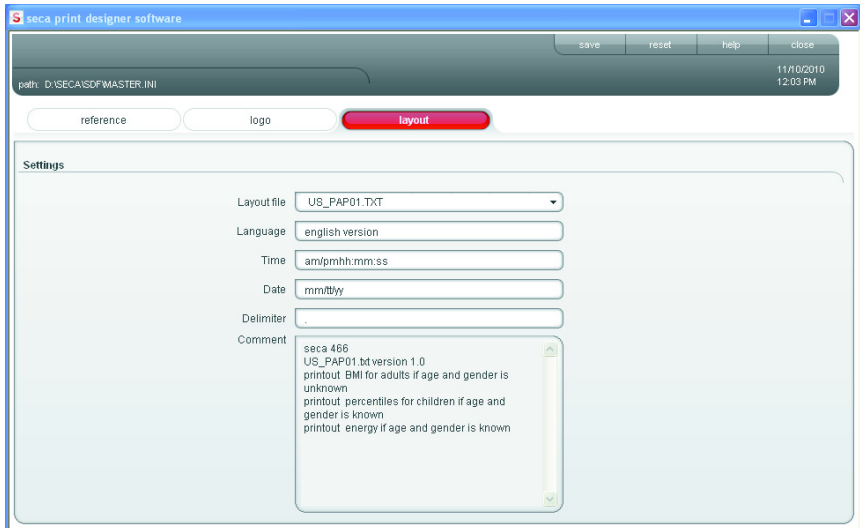 S seca print designer software
save reset help close
path: D:\SECA\SDF\MASTER.INI
11/10/2010
12:03 PM
reference logo layout
Settings
Layout file US_PAP01.TXT
Language english version
Time am/pmhh:mm:ss
Date mm/tt/yy
Delimiter .
Comment
seca 466
US_PAP01.txt version 1.0
printout BMI for adults if age and gender is
unknown
printout percentiles for children if age and
gender is known
printout energy if age and gender is known